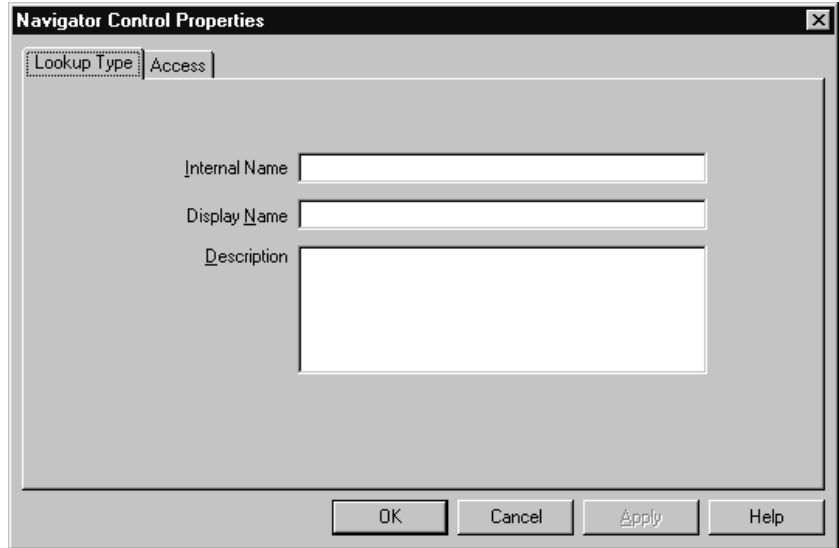 Navigator Control Properties
Lookup Type Access
Internal Name
Display Name
Description
OK Cancel Apply Help